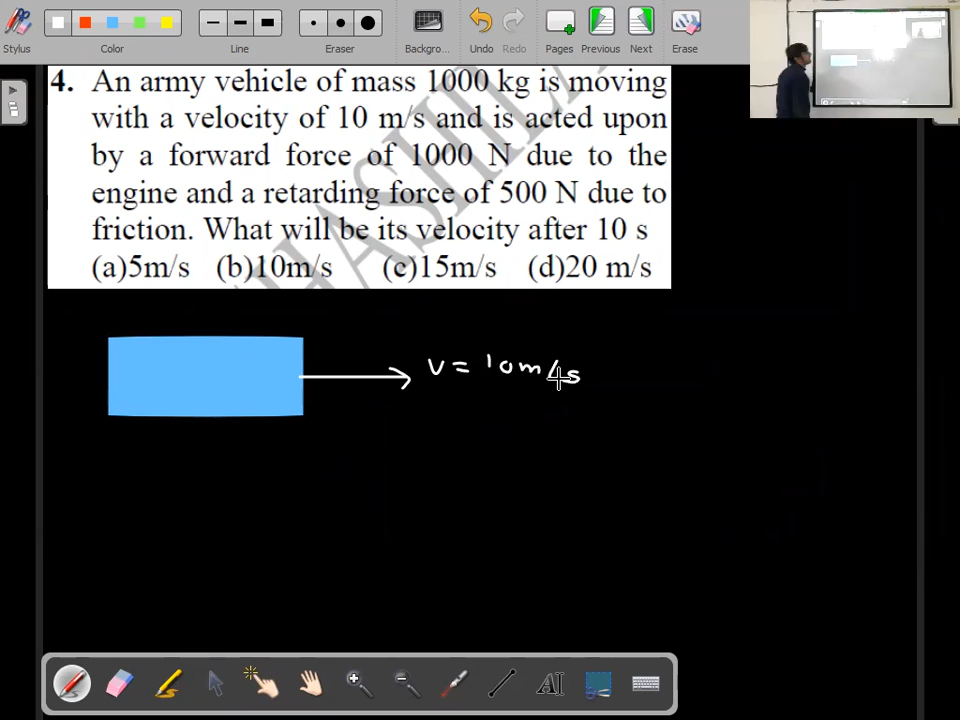 Stylus
Color
Line
Eraser
Backgro...
Undo
Redo
Pages
Previous
Next
Erase
4. An army vehicle of mass 1000 kg is moving
with a velocity of 10 m/s and is acted upon
by a forward force of 1000 N due to the
engine and a retarding force of 500 N due to
friction. What will be its velocity after 10 s
(a)5m/s (b)10m/s (c)15m/s (d)20 m/s
v = 10m/s
AI